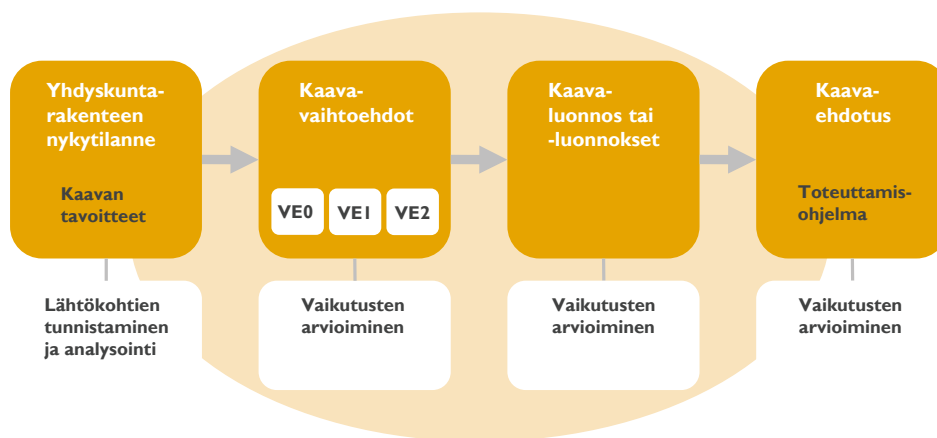 Yhdyskunta-
rakenteen
nykytilanne
Kaavan
tavoitteet
Kaava-
vaihtoehdot
VE0 VE1 VE2
Kaava-
luonnos tai
-luonnokset
Kaava-
ehdotus
Toteuttamis-
ohjelma
Lähtökohtien
tunnistaminen
ja analysointi
Vaikutusten
arvioiminen
Vaikutusten
arvioiminen
Vaikutusten
arvioiminen